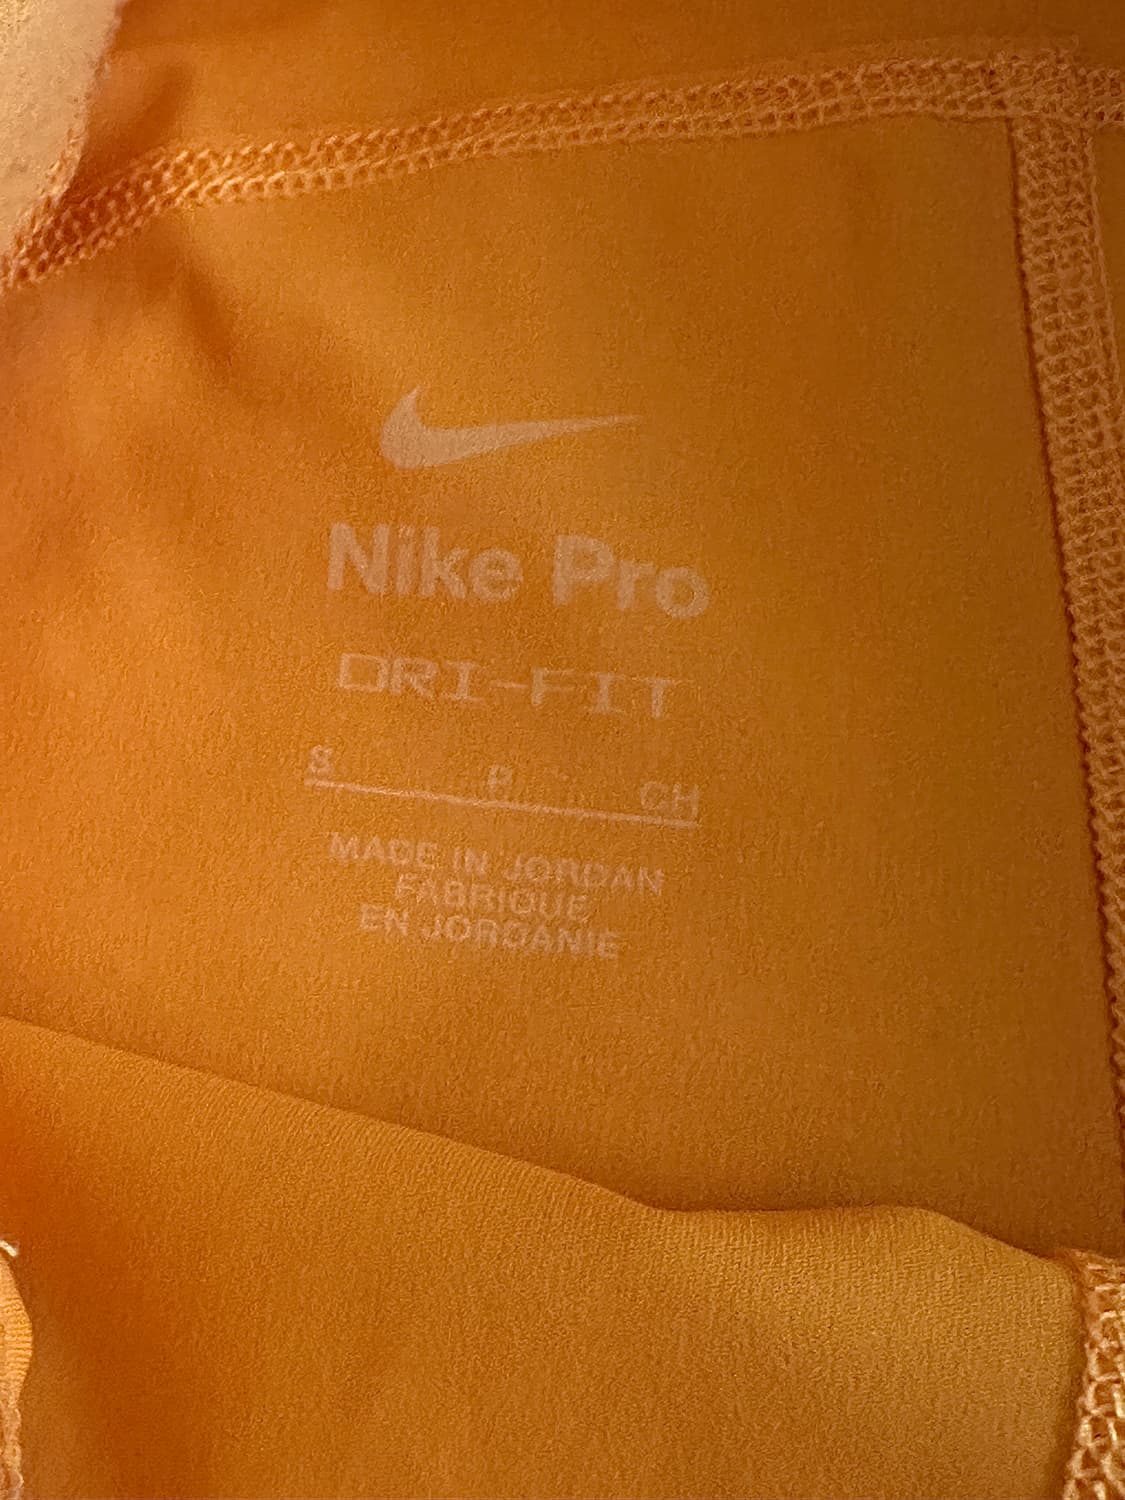 Nike Pro
DRI-FIT
S P CH
MADE IN JORDAN
FABRIQUE
EN JORDANIE